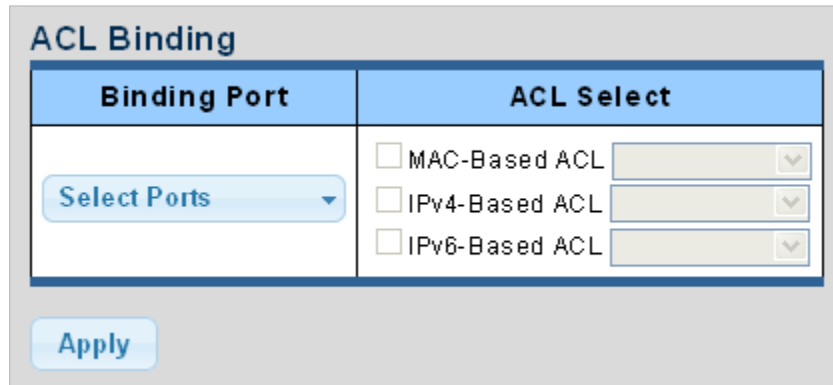 ACL Binding
Binding Port ACL Select
MAC-Based ACL
Select Ports
IPv4-Based ACL
IPv6-Based ACL
Apply